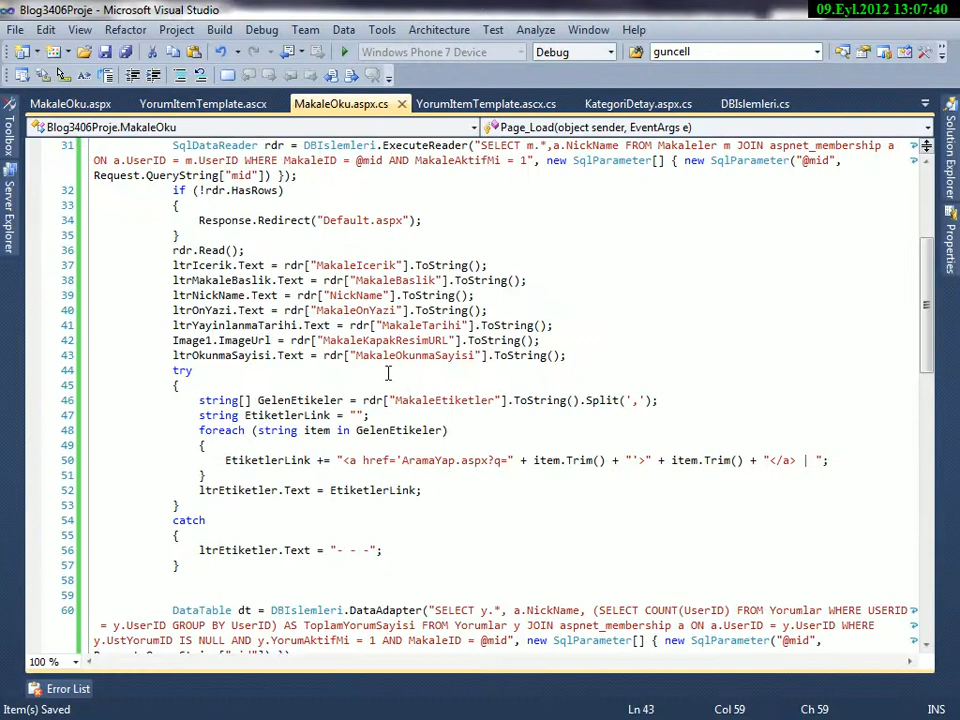 Blog3406Proje - Microsoft Visual Studio
09.Eyl.2012 13:07:40
File Edit View Refactor Project Build Debug Team Data Tools Architecture Test Analyze Window Help
Windows Phone 7 Device Debug guncell
MakaleOku.aspx YorumItemTemplate.ascx MakaleOku.aspx.cs YorumItemTemplate.ascx.cs KategoriDetay.aspx.cs DBIslemleri.cs
Blog3406Proje.MakaleOku Page_Load(object sender, EventArgs e)
Toolbox
Server Explorer
Solution Explorer
Properties
31 SqlDataReader rdr = DBIslemleri.ExecuteReader("SELECT m.*,a.NickName FROM Makaleler m JOIN aspnet_membership a
ON a.UserID = m.UserID WHERE MakaleID = @mid AND MakaleAktifMi = 1", new SqlParameter[] { new SqlParameter("@mid",
Request.QueryString["mid"]) });
32 if (!rdr.HasRows)
33 {
34 Response.Redirect("Default.aspx");
35 }
36 rdr.Read();
37 ltrIcerik.Text = rdr["MakaleIcerik"].ToString();
38 ltrMakaleBaslik.Text = rdr["MakaleBaslik"].ToString();
39 ltrNickName.Text = rdr["NickName"].ToString();
40 ltrOnYazi.Text = rdr["MakaleOnYazi"].ToString();
41 ltrYayinlanmaTarihi.Text = rdr["MakaleTarihi"].ToString();
42 Image1.ImageUrl = rdr["MakaleKapakResimURL"].ToString();
43 ltrOkunmaSayisi.Text = rdr["MakaleOkunmaSayisi"].ToString();
44 try
45 {
46 string[] GelenEtikeler = rdr["MakaleEtiketler"].ToString().Split(',');
47 string EtiketlerLink = "";
48 foreach (string item in GelenEtikeler)
49 {
50 EtiketlerLink += "<a href='AramaYap.aspx?q=" + item.Trim() + "'>" + item.Trim() + "</a> | ";
51 }
52 ltrEtiketler.Text = EtiketlerLink;
53 }
54 catch
55 {
56 ltrEtiketler.Text = "- - -";
57 }
58
59
60 DataTable dt = DBIslemleri.DataAdapter("SELECT y.*, a.NickName, (SELECT COUNT(UserID) FROM Yorumlar WHERE USERID
= y.UserID GROUP BY UserID) AS ToplamYorumSayisi FROM Yorumlar y JOIN aspnet_membership a ON a.UserID = y.UserID WHERE
y.UstYorumID IS NULL AND y.YorumAktifMi = 1 AND MakaleID = @mid", new SqlParameter[] { new SqlParameter("@mid",
100 %
Error List
Item(s) Saved Ln 43 Col 59 Ch 59 INS